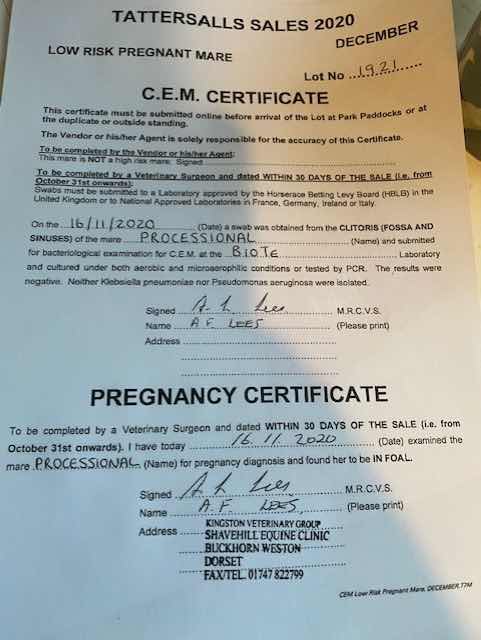 TATTERSALLS SALES 2020
DECEMBER
LOW RISK PREGNANT MARE
Lot No ....1921.......
C.E.M. CERTIFICATE
This certificate must be submitted online before arrival of the Lot at Park Paddocks or at
the duplicate or outside standing.
The Vendor or his/her Agent is solely responsible for the accuracy of this Certificate.
To be completed by the Vendor or his/her Agent:
This mare is NOT a high risk mare. Signed
To be completed by a Veterinary Surgeon and dated WITHIN 30 DAYS OF THE SALE (i.e. from
October 31st onwards):
Swabs must be submitted to a Laboratory approved by the Horserace Betting Levy Board (HBLB) in the
United Kingdom or to National Approved Laboratories in France, Germany, Ireland or Italy.
On the ..16/11/2020.......... (Date) a swab was obtained from the CLITORIS (FOSSA AND
SINUSES) of the mare ....PROCESSIONAL.................... (Name) and submitted
for bacteriological examination for C.E.M. at the ..BIOTE.................... Laboratory
and cultured under both aerobic and microaerophilic conditions or tested by PCR. The results were
negative. Neither Klebsiella pneumoniae nor Pseudomonas aeruginosa were isolated.
Signed ....A. F. Lees.......... M.R.C.V.S.
Name ....A F. LEES.......... (Please print)
Address ....................
PREGNANCY CERTIFICATE
To be completed by a Veterinary Surgeon and dated WITHIN 30 DAYS OF THE SALE (i.e. from
October 31st onwards). I have today ..........16.11.2020.......... (Date) examined the
mare .PROCESSIONAL. (Name) for pregnancy diagnosis and found her to be IN FOAL.
Signed ..A. F. Lees.......... M.R.C.V.S.
Name ......A.F. LEES.......... (Please print)
Address ....KINGSTON VETERINARY GROUP
SHAVEHILL EQUINE CLINIC
BUCKHORN WESTON
DORSET
FAX/TEL. 01747 822799
CEM Low Risk Pregnant Mare, DECEMBER.77M